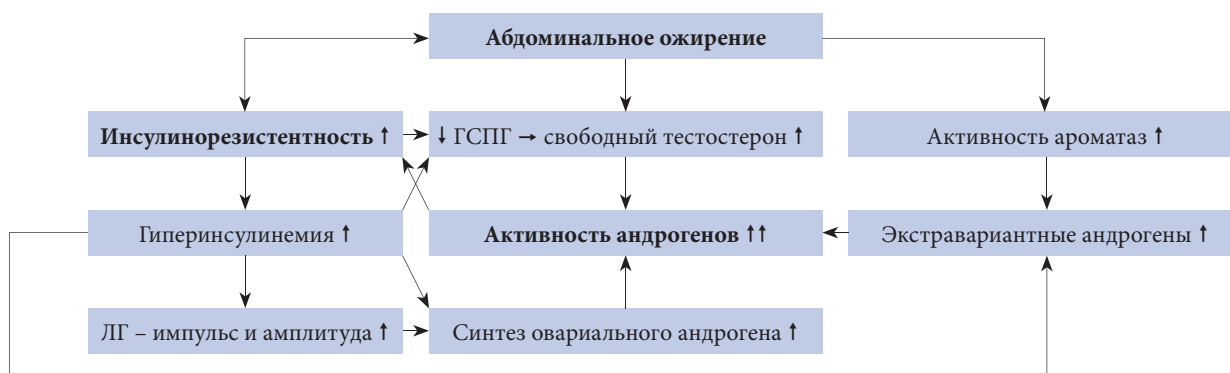 Абдоминальное ожирение
Инсулинорезистентность ↑
↓ ГСПГ → свободный тестостерон ↑
Активность ароматаз ↑
Гиперинсулинемия ↑
Активность андрогенов ↑↑
Экстравариантные андрогены ↑
ЛГ – импульс и амплитуда ↑
Синтез овариального андрогена ↑